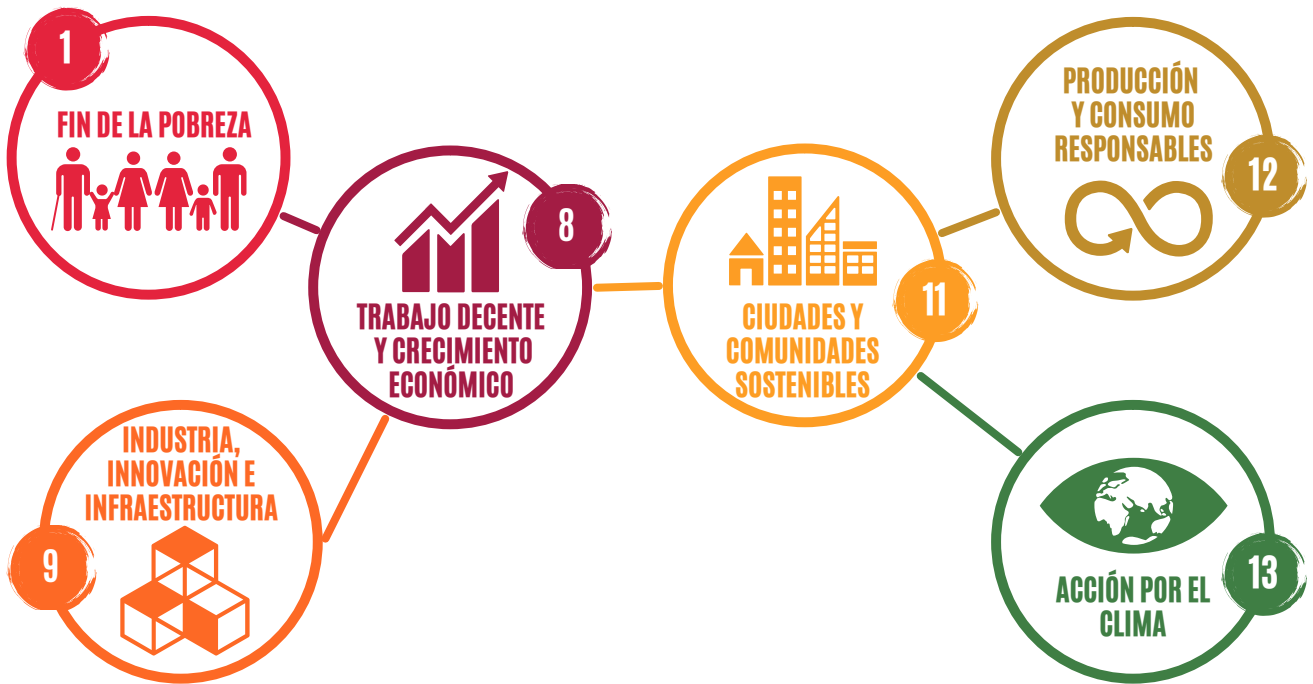 1
FIN DE LA POBREZA
8
TRABAJO DECENTE
Y CRECIMIENTO
ECONÓMICO
INDUSTRIA,
INNOVACIÓN E
INFRAESTRUCTURA
9
11
CIUDADES Y
COMUNIDADES
SOSTENIBLES
PRODUCCIÓN
Y CONSUMO
RESPONSABLES
12
ACCIÓN POR EL
CLIMA
13